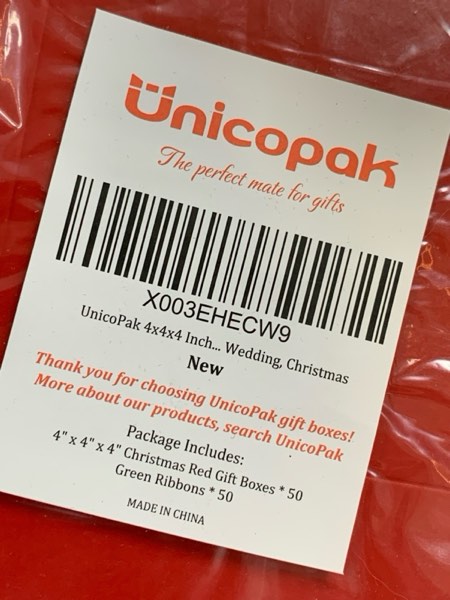 Ünicopak
The perfect mate for gifts
X003EHECW9
UnicoPak 4x4x4 Inch... Wedding, Christmas
New
Thank you for choosing UnicoPak gift boxes!
More about our products, search UnicoPak
Package Includes:
4" x 4" x 4" Christmas Red Gift Boxes * 50
Green Ribbons * 50
MADE IN CHINA